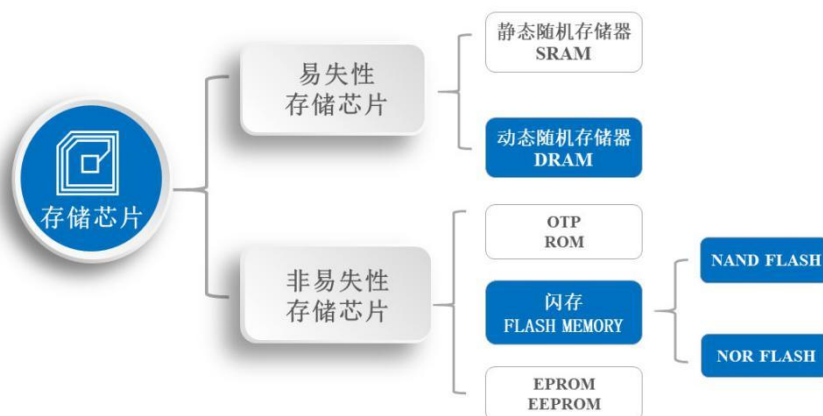 存储芯片
易失性
存储芯片
静态随机存储器
SRAM
动态随机存储器
DRAM
非易失性
存储芯片
OTP
ROM
闪存
FLASH MEMORY
EPROM
EEPROM
NAND FLASH
NOR FLASH